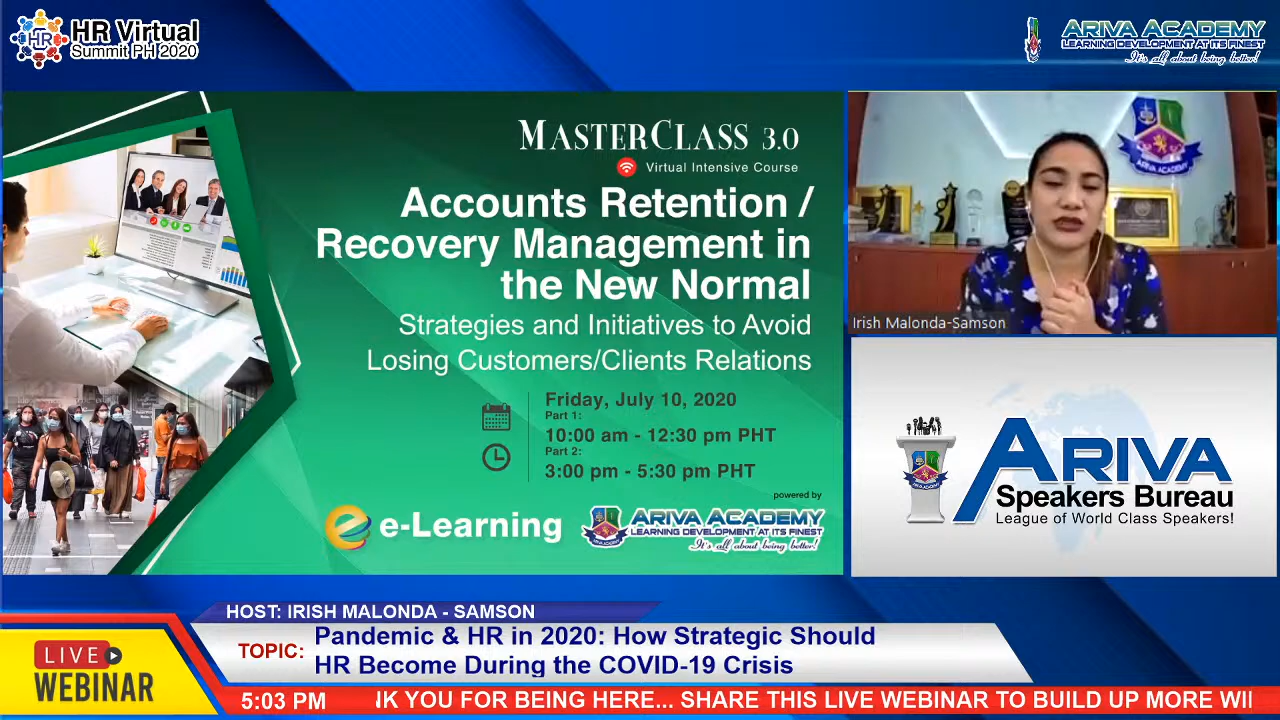 HR Virtual
Summit PH 2020
HR
ARIVA ACADEMY
LEARNING DEVELOPMENT AT ITS FINEST
It's all about being better!
MASTERCLASS 3.0
Virtual Intensive Course
Accounts Retention /
Recovery Management in
the New Normal
Strategies and Initiatives to Avoid
Losing Customers/Clients Relations
Friday, July 10, 2020
Part 1:
10:00 am - 12:30 pm PHT
Part 2:
3:00 pm - 5:30 pm PHT
powered by
e-Learning
ARIVA ACADEMY
LEARNING DEVELOPMENT AT ITS FINEST
It's all about being better!
ARIVA ACADEMY
Irish Malonda-Samson
ARIVA
Speakers Bureau
League of World Class Speakers!
HOST: IRISH MALONDA - SAMSON
TOPIC:
Pandemic & HR in 2020: How Strategic Should
HR Become During the COVID-19 Crisis
LIVE
WEBINAR
5:03 PM
YOU FOR BEING HERE... SHARE THIS LIVE WEBINAR TO BUILD UP MORE